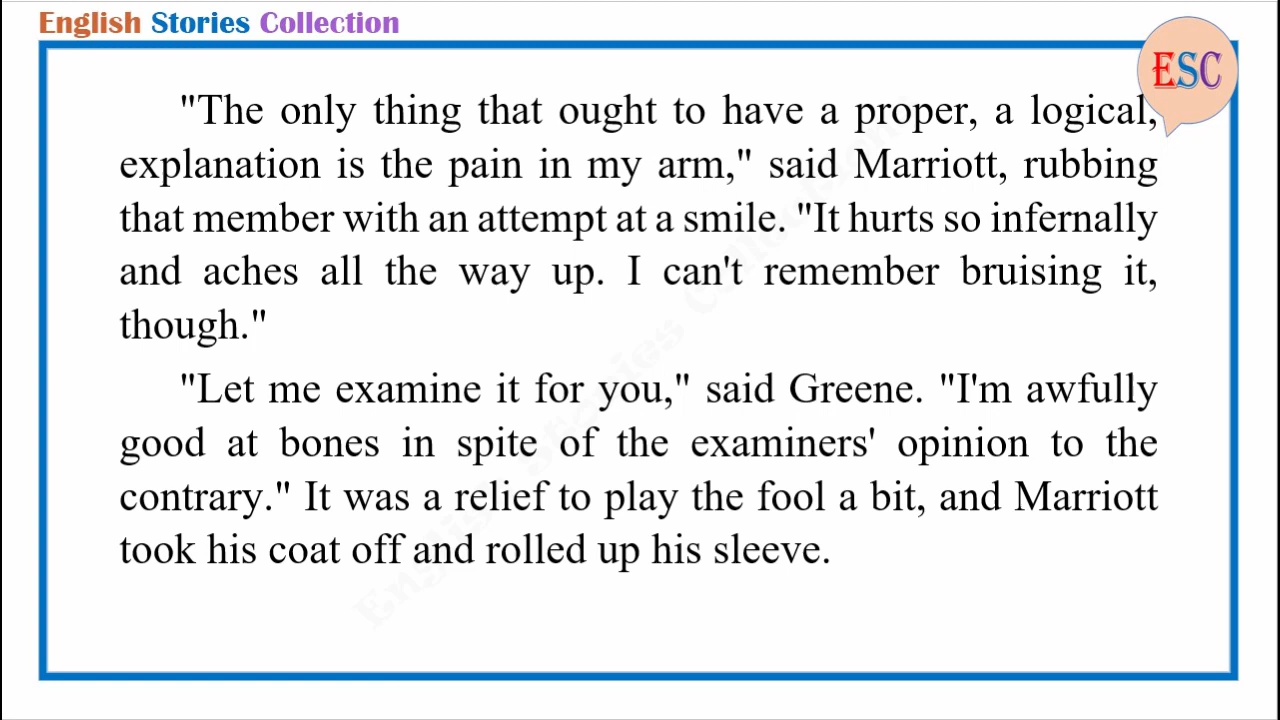 English Stories Collection
ESC
"The only thing that ought to have a proper, a logical,
explanation is the pain in my arm," said Marriott, rubbing
that member with an attempt at a smile. "It hurts so infernally
and aches all the way up. I can't remember bruising it,
though."
"Let me examine it for you," said Greene. "I'm awfully
good at bones in spite of the examiners' opinion to the
contrary." It was a relief to play the fool a bit, and Marriott
took his coat off and rolled up his sleeve.
English Stories Collection